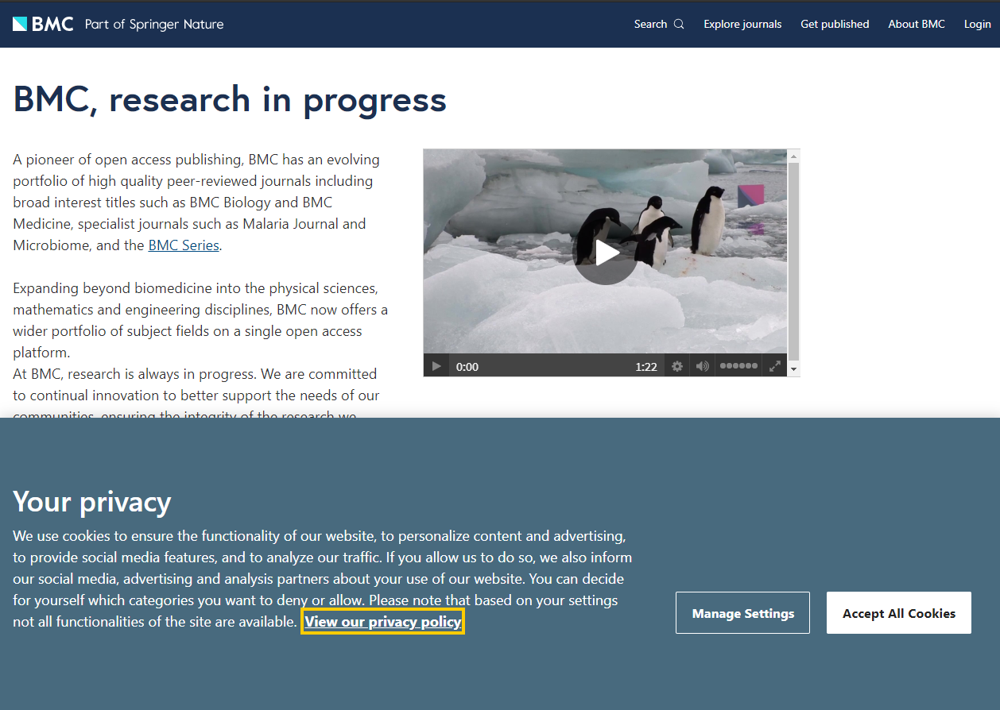 BMC Part of Springer Nature
Search Explore journals Get published About BMC Login
BMC, research in progress
A pioneer of open access publishing, BMC has an evolving
portfolio of high quality peer-reviewed journals including
broad interest titles such as BMC Biology and BMC
Medicine, specialist journals such as Malaria Journal and
Microbiome, and the BMC Series.
Expanding beyond biomedicine into the physical sciences,
mathematics and engineering disciplines, BMC now offers a
wider portfolio of subject fields on a single open access
platform.
At BMC, research is always in progress. We are committed
to continual innovation to better support the needs of our
communities, ensuring the integrity of the research we
0:00 1:22
Your privacy
We use cookies to ensure the functionality of our website, to personalize content and advertising,
to provide social media features, and to analyze our traffic. If you allow us to do so, we also inform
our social media, advertising and analysis partners about your use of our website. You can decide
for yourself which categories you want to deny or allow. Please note that based on your settings
not all functionalities of the site are available. View our privacy policy
Manage Settings
Accept All Cookies